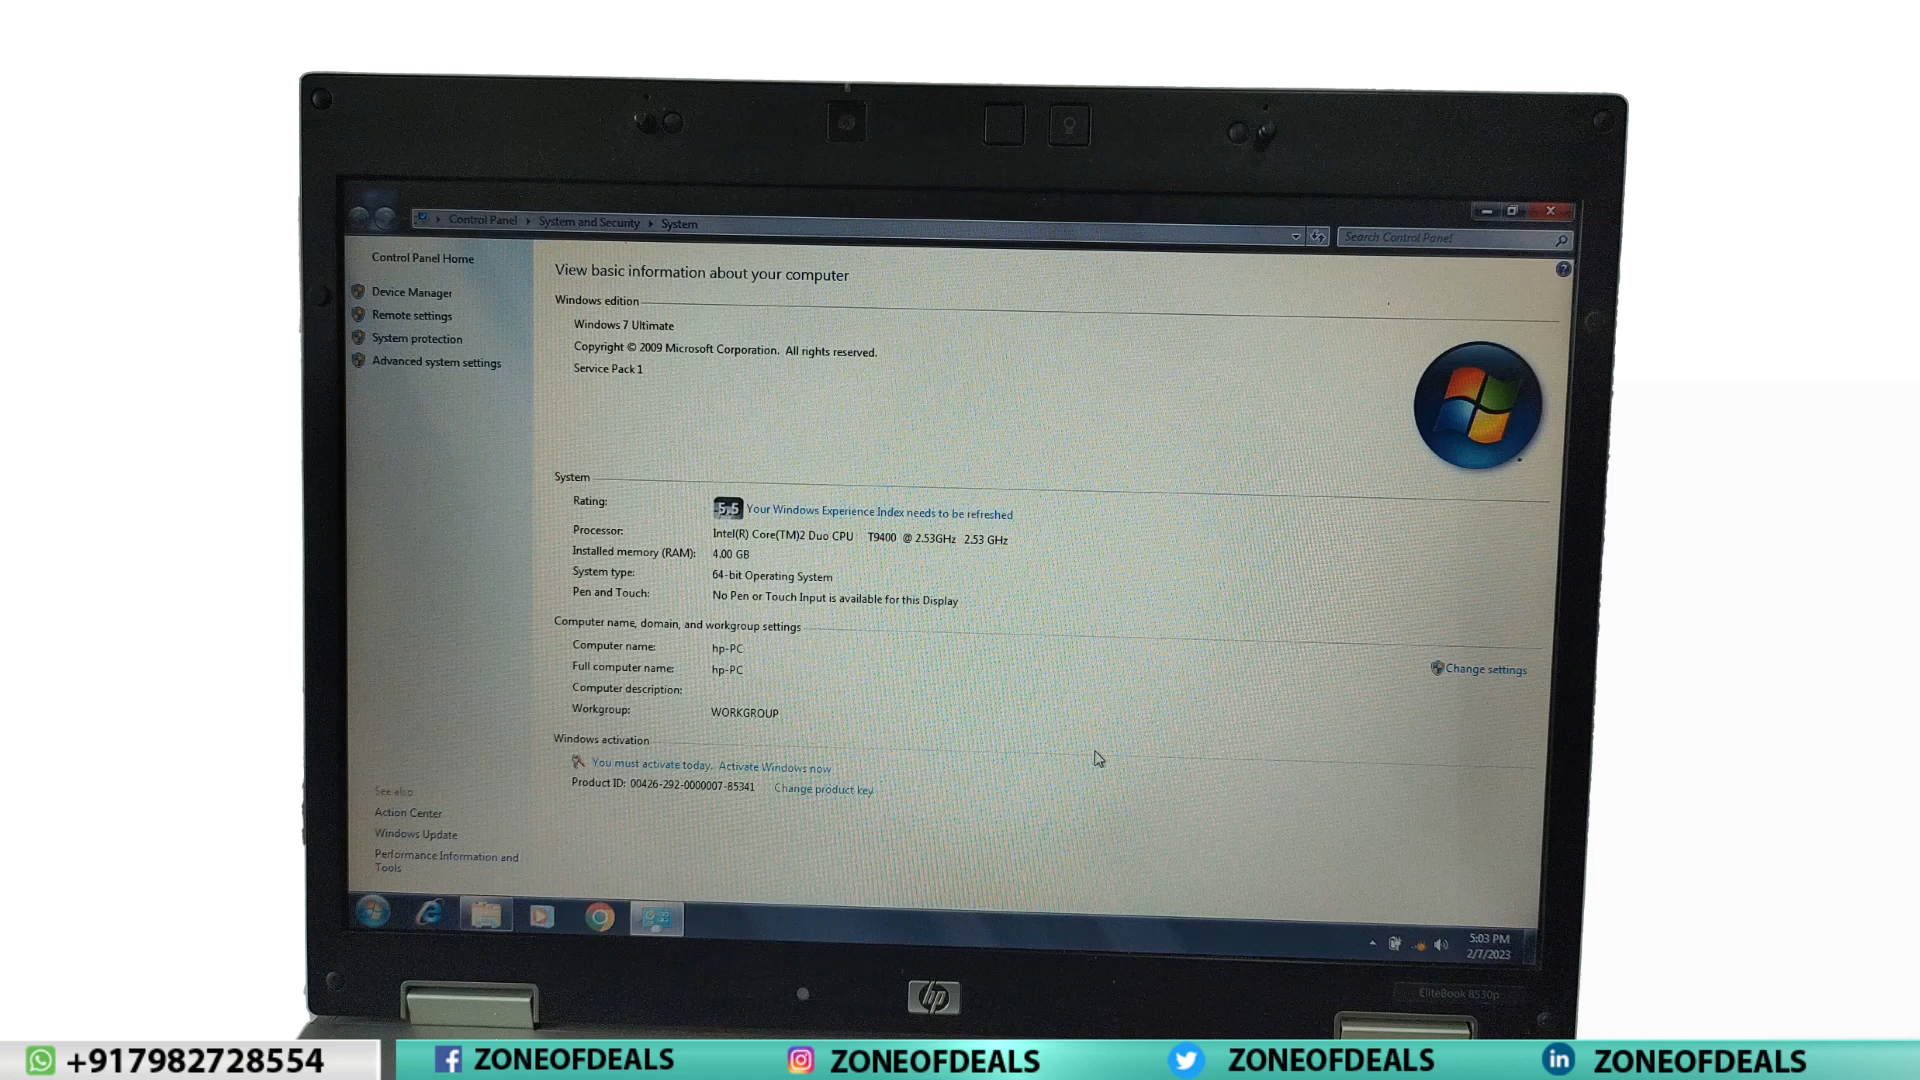 Control Panel System and Security System
Search Control Panel
Control Panel Home
Device Manager
Remote settings
System protection
Advanced system settings
View basic information about your computer
Windows edition
Windows 7 Ultimate
Copyright © 2009 Microsoft Corporation. All rights reserved.
Service Pack 1
System
Rating: 5,5 Your Windows Experience Index needs to be refreshed
Processor: Intel(R) Core(TM)2 Duo CPU T9400 @ 2.53GHz 2.53 GHz
Installed memory (RAM): 4.00 GB
System type: 64-bit Operating System
Pen and Touch: No Pen or Touch Input is available for this Display
Computer name, domain, and workgroup settings
Computer name: hp-PC
Full computer name: hp-PC
Change settings
Computer description:
Workgroup: WORKGROUP
Windows activation
You must activate today. Activate Windows now
Product ID: 00426-292-0000007-85341 Change product key
See also
Action Center
Windows Update
Performance Information and
Tools
5:03 PM
2/7/2023
hp
EliteBook 8530p
+917982728554 ZONEOFDEALS ZONEOFDEALS ZONEOFDEALS in ZONEOFDEALS